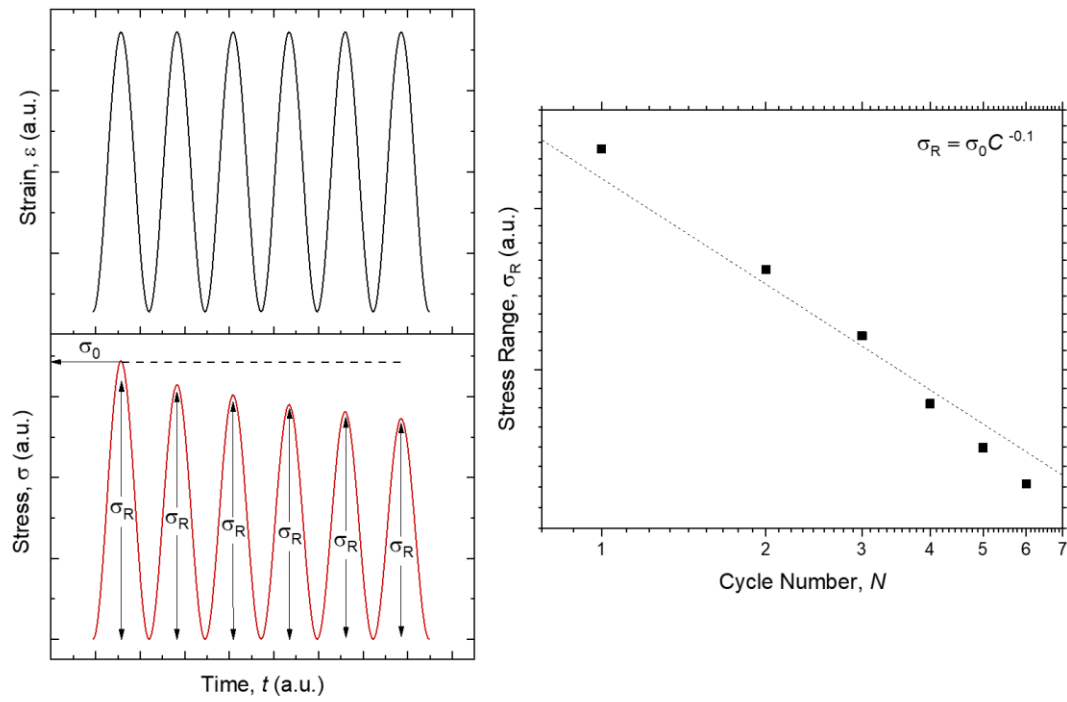 Strain, ε (a.u.)
σ₀
Stress, σ (a.u.)
σR
σR
σR
σR
σR
σR
Time, t (a.u.)
σR = σ₀C -0.1
Stress Range, σR (a.u.)
1
2
3
4
5
6
7
Cycle Number, N